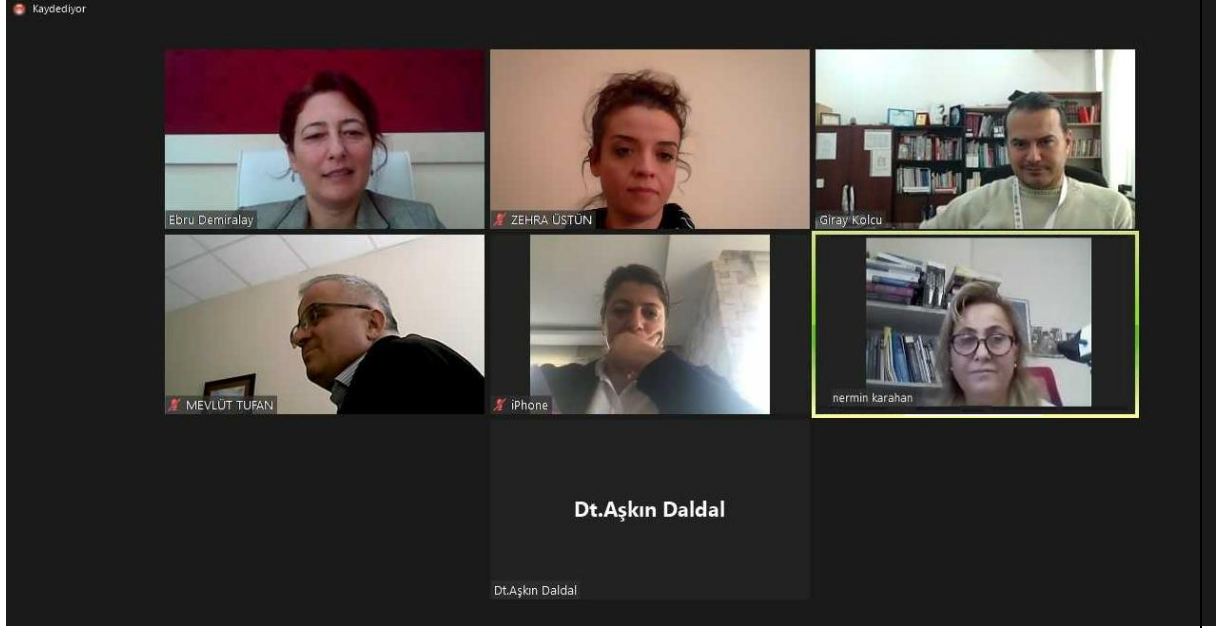 Kaydediyor
Ebru Demiralay
ZEHRA ÜSTÜN
Giray Kolcu
MEVLÜT TUFAN
iPhone
nermin karahan
Dt.Aşkın Daldal
Dt.Aşkın Daldal